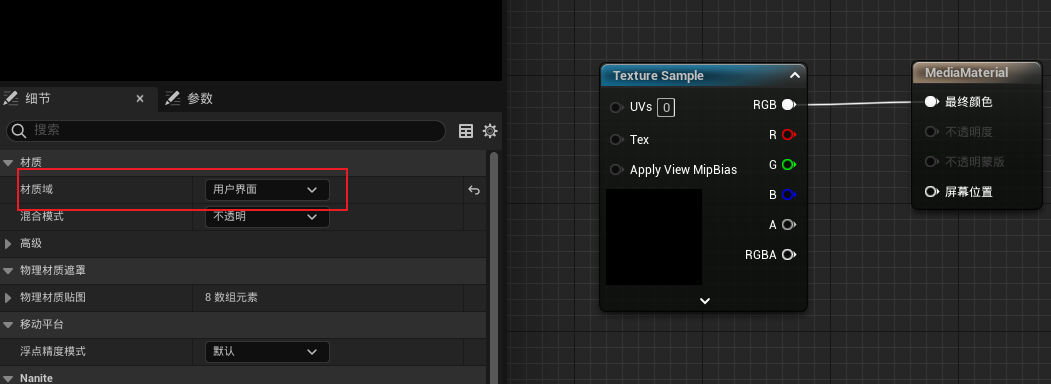 细节
参数
搜索
材质
材质域 用户界面
混合模式 不透明
高级
物理材质遮罩
物理材质贴图 8 数组元素
移动平台
浮点精度模式 默认
Nanite
Texture Sample
UVs 0 RGB
R
Tex
G
Apply View MipBias
B
A
RGBA
MediaMaterial
最终颜色
不透明度
不透明蒙版
屏幕位置